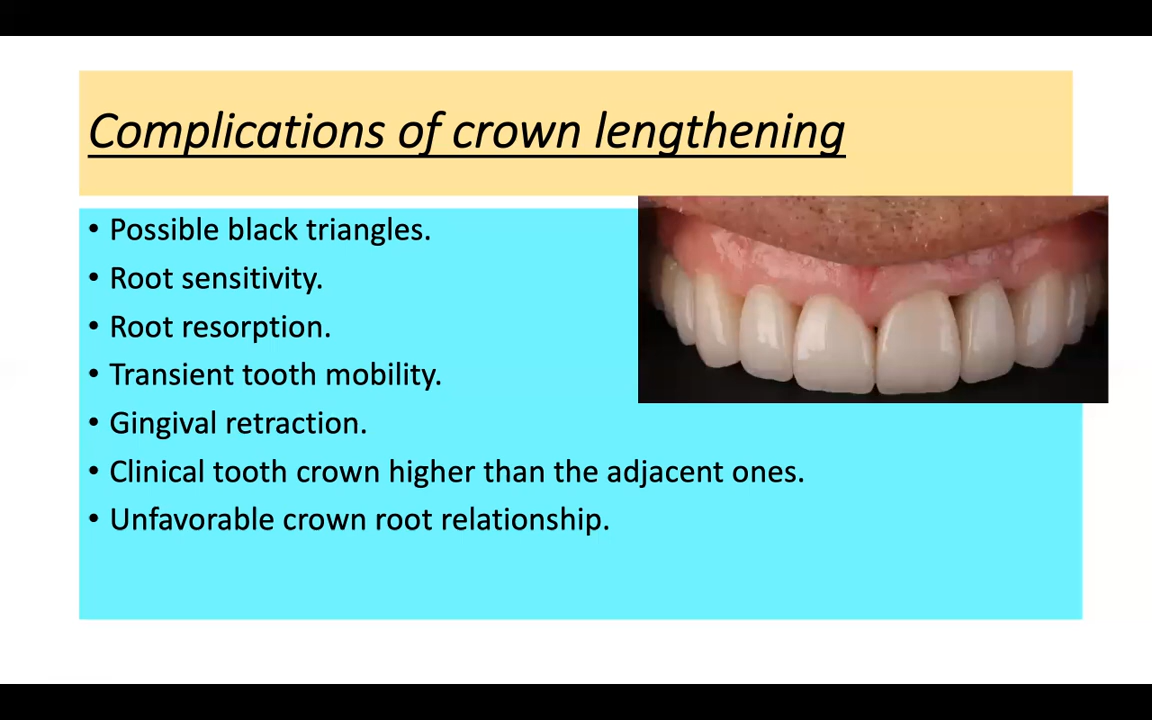 Complications of crown lengthening
• Possible black triangles.
• Root sensitivity.
• Root resorption.
• Transient tooth mobility.
• Gingival retraction.
• Clinical tooth crown higher than the adjacent ones.
• Unfavorable crown root relationship.